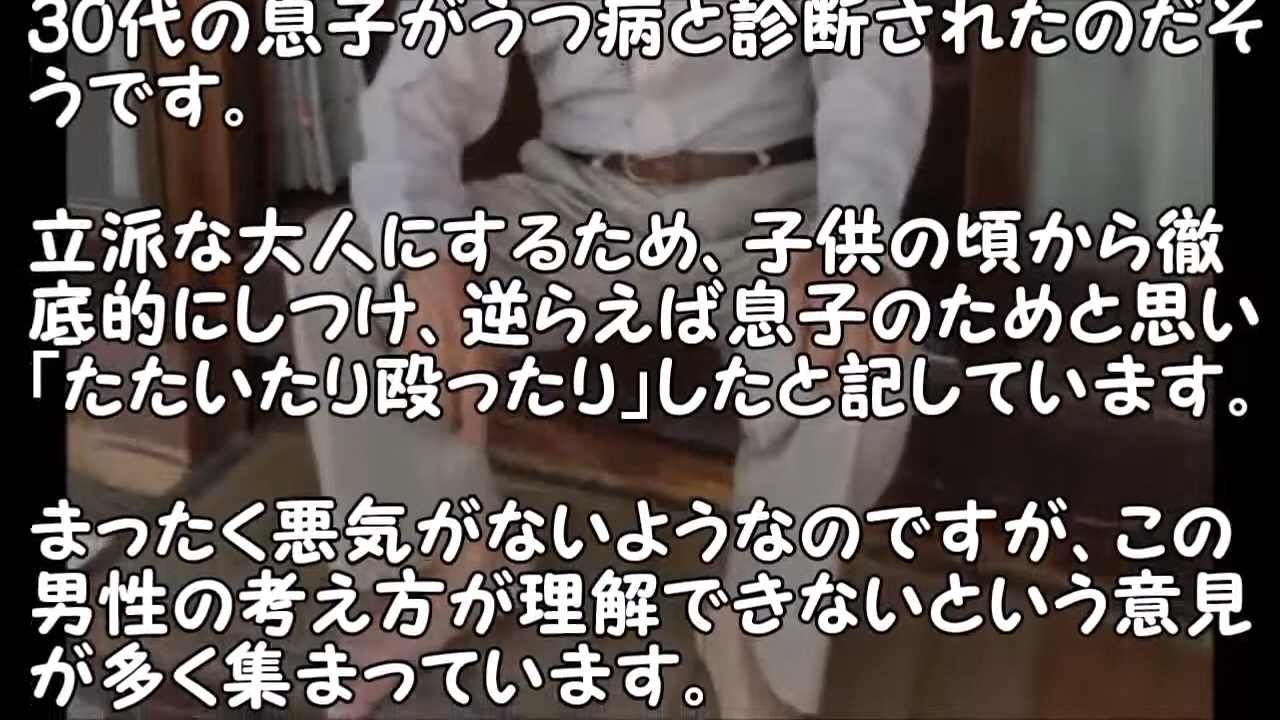 30代の息子がうつ病と診断されたのだそ
うです。
立派な大人にするため、子供の頃から徹
底的にしつけ、逆らえば息子のためと思い
「たたいたり殴ったり」したと記しています。
まったく悪気がないようなのですが、この
男性の考え方が理解できないという意見
が多く集まっています。